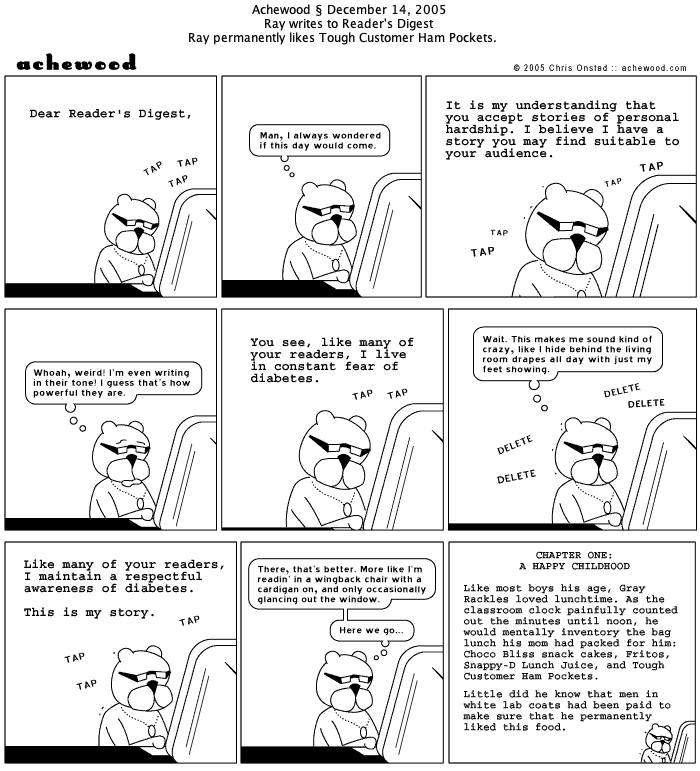 Achewood § December 14, 2005
Ray writes to Reader's Digest
Ray permanently likes Tough Customer Ham Pockets.
achewood
© 2005 Chris Onstad :: achewood.com
Dear Reader's Digest,
TAP
TAP
TAP
Man, I always wondered
if this day would come.
It is my understanding that
you accept stories of personal
hardship. I believe I have a
story you may find suitable to
your audience.
TAP
TAP
TAP
TAP
Whoah, weird! I'm even writing
in their tone! I guess that's how
powerful they are.
You see, like many of
your readers, I live
in constant fear of
diabetes.
TAP
TAP
Wait. This makes me sound kind of
crazy, like I hide behind the living
room drapes all day with just my
feet showing.
DELETE
DELETE
DELETE
DELETE
Like many of your readers,
I maintain a respectful
awareness of diabetes.
This is my story.
TAP
TAP
TAP
There, that's better. More like I'm
readin' in a wingback chair with a
cardigan on, and only occasionally
glancing out the window.
Here we go...
CHAPTER ONE:
A HAPPY CHILDHOOD
Like most boys his age, Gray
Rackles loved lunchtime. As the
classroom clock painfully counted
out the minutes until noon, he
would mentally inventory the bag
lunch his mom had packed for him:
Choco Bliss snack cakes, Fritos,
Snappy-D Lunch Juice, and Tough
Customer Ham Pockets.
Little did he know that men in
white lab coats had been paid to
make sure that he permanently
liked this food.